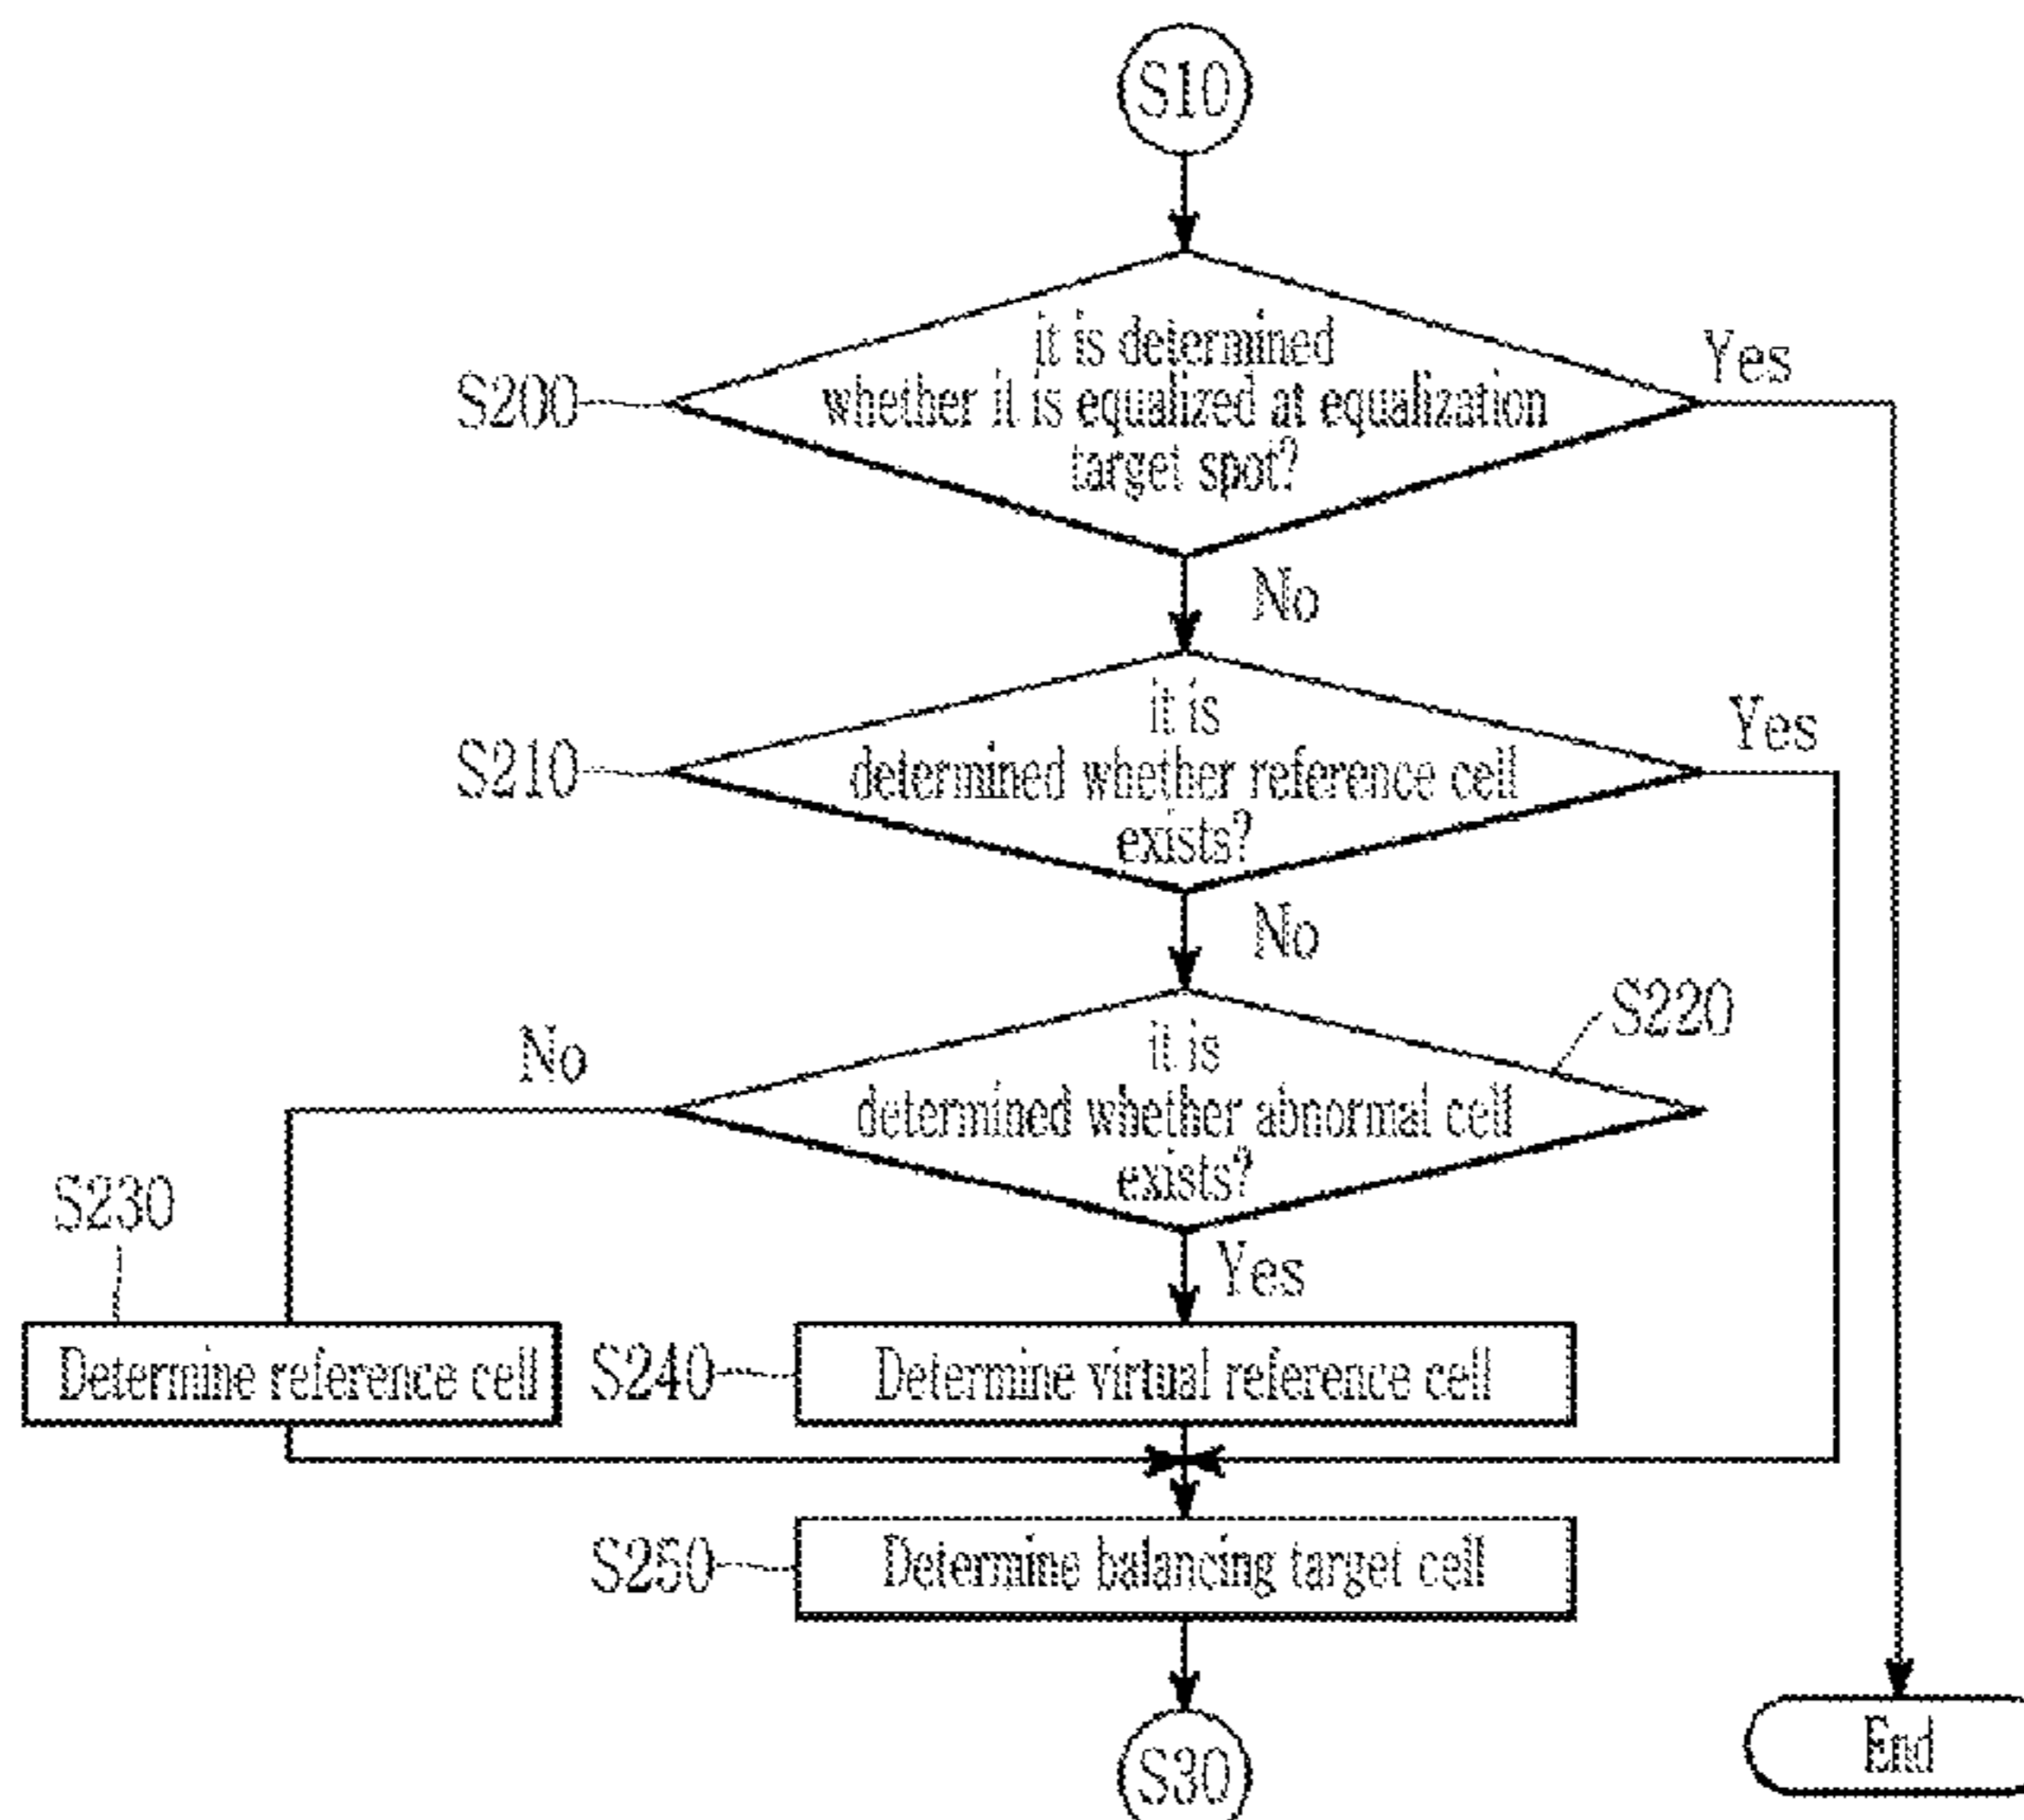 S10
it is determined
whether it is equalized at equalization
target spot?
S200
Yes
No
it is
determined whether reference cell
exists?
S210
Yes
No
it is
determined whether abnormal cell
exists?
S220
No
Yes
S230
Determine reference cell
S240
Determine virtual reference cell
S250
Determine balancing target cell
S30
End